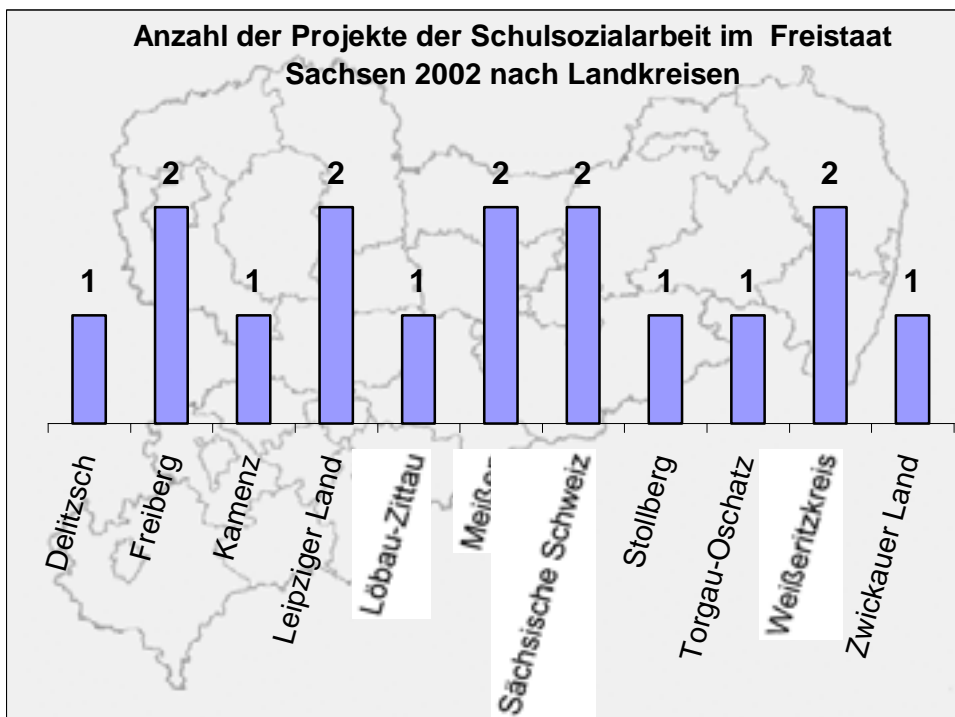 Anzahl der Projekte der Schulsozialarbeit im Freistaat
Sachsen 2002 nach Landkreisen
1
2
1
2
1
2
2
1
1
2
1
Delitzsch
Freiberg
Kamenz
Leipziger Land
Löbau-Zittau
Meißen
Sächsische Schweiz
Stollberg
Torgau-Oschatz
Weißeritzkreis
Zwickauer Land